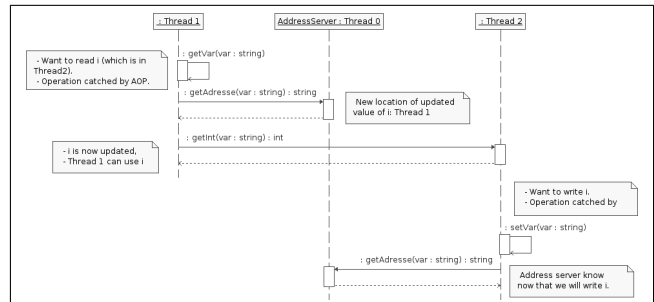 : Thread 1
AddressServer : Thread 0
: Thread 2
: getVar(var : string)
- Want to read i (which is in
Thread2).
- Operation catched by AOP.
: getAdresse(var : string) : string
New location of updated
value of i: Thread 1
: getInt(var : string) : int
- i is now updated,
- Thread 1 can use i
- Want to write i.
- Operation catched by
: setVar(var : string)
: getAdresse(var : string) : string
Address server know
now that we will write i.